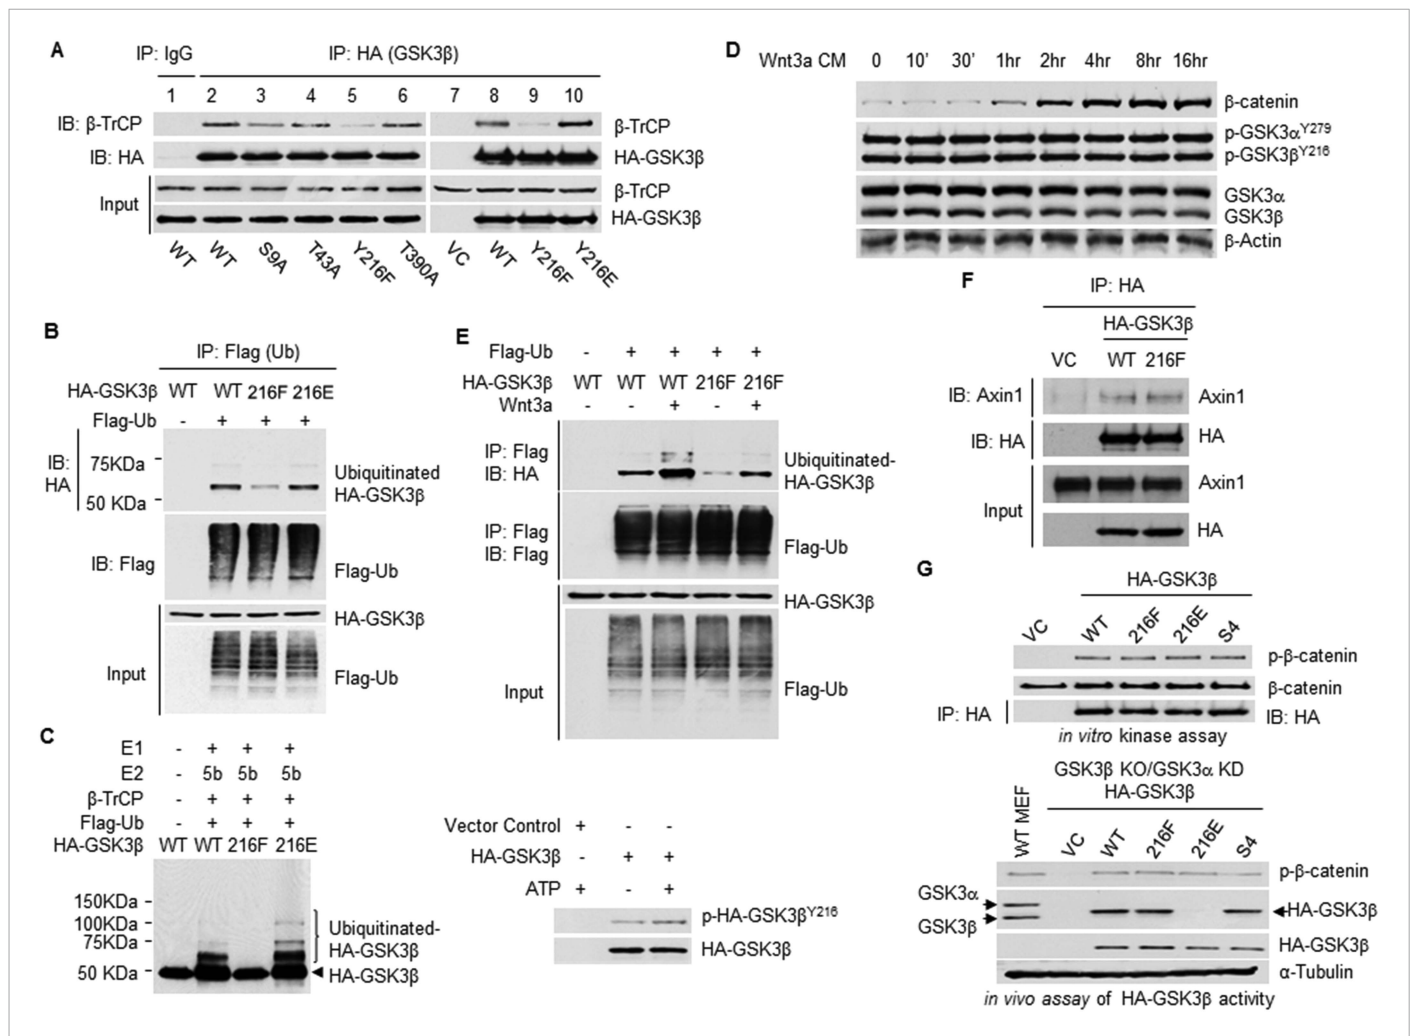 A
IP: IgG
IP: HA (GSK3β)
1 2 3 4 5 6 7 8 9 10
IB: β-TrCP
β-TrCP
IB: HA
HA-GSK3β
Input
β-TrCP
HA-GSK3β
WT WT S9A T43A Y216F T390A VC WT Y216F Y216E
D
Wnt3a CM 0 10' 30' 1hr 2hr 4hr 8hr 16hr
β-catenin
p-GSK3αY279
p-GSK3βY216
GSK3α
GSK3β
β-Actin
B
IP: Flag (Ub)
HA-GSK3β WT WT 216F 216E
Flag-Ub - + + +
IB:
HA
75KDa
50 KDa
Ubiquitinated
HA-GSK3β
IB: Flag
Flag-Ub
HA-GSK3β
Input
Flag-Ub
E
Flag-Ub - + + + +
HA-GSK3β WT WT WT 216F 216F
Wnt3a - - + - +
IP: Flag
IB: HA
Ubiquitinated-
HA-GSK3β
IP: Flag
IB: Flag
Flag-Ub
HA-GSK3β
Input
Flag-Ub
F
IP: HA
HA-GSK3β
VC WT 216F
IB: Axin1
Axin1
IB: HA
HA
Input
Axin1
HA
C
E1 - + + +
E2 - 5b 5b 5b
β-TrCP - + + +
Flag-Ub - + + +
HA-GSK3β WT WT 216F 216E
150KDa
100KDa
75KDa
50 KDa
Ubiquitinated-
HA-GSK3β
HA-GSK3β
Vector Control + - -
HA-GSK3β - + +
ATP + - +
p-HA-GSK3βY216
HA-GSK3β
G
HA-GSK3β
VC WT 216F 216E S4
p-β-catenin
β-catenin
IP: HA
IB: HA
in vitro kinase assay
GSK3β KO/GSK3α KD
HA-GSK3β
WT MEF VC WT 216F 216E S4
p-β-catenin
GSK3α
GSK3β
HA-GSK3β
HA-GSK3β
α-Tubulin
in vivo assay of HA-GSK3β activity